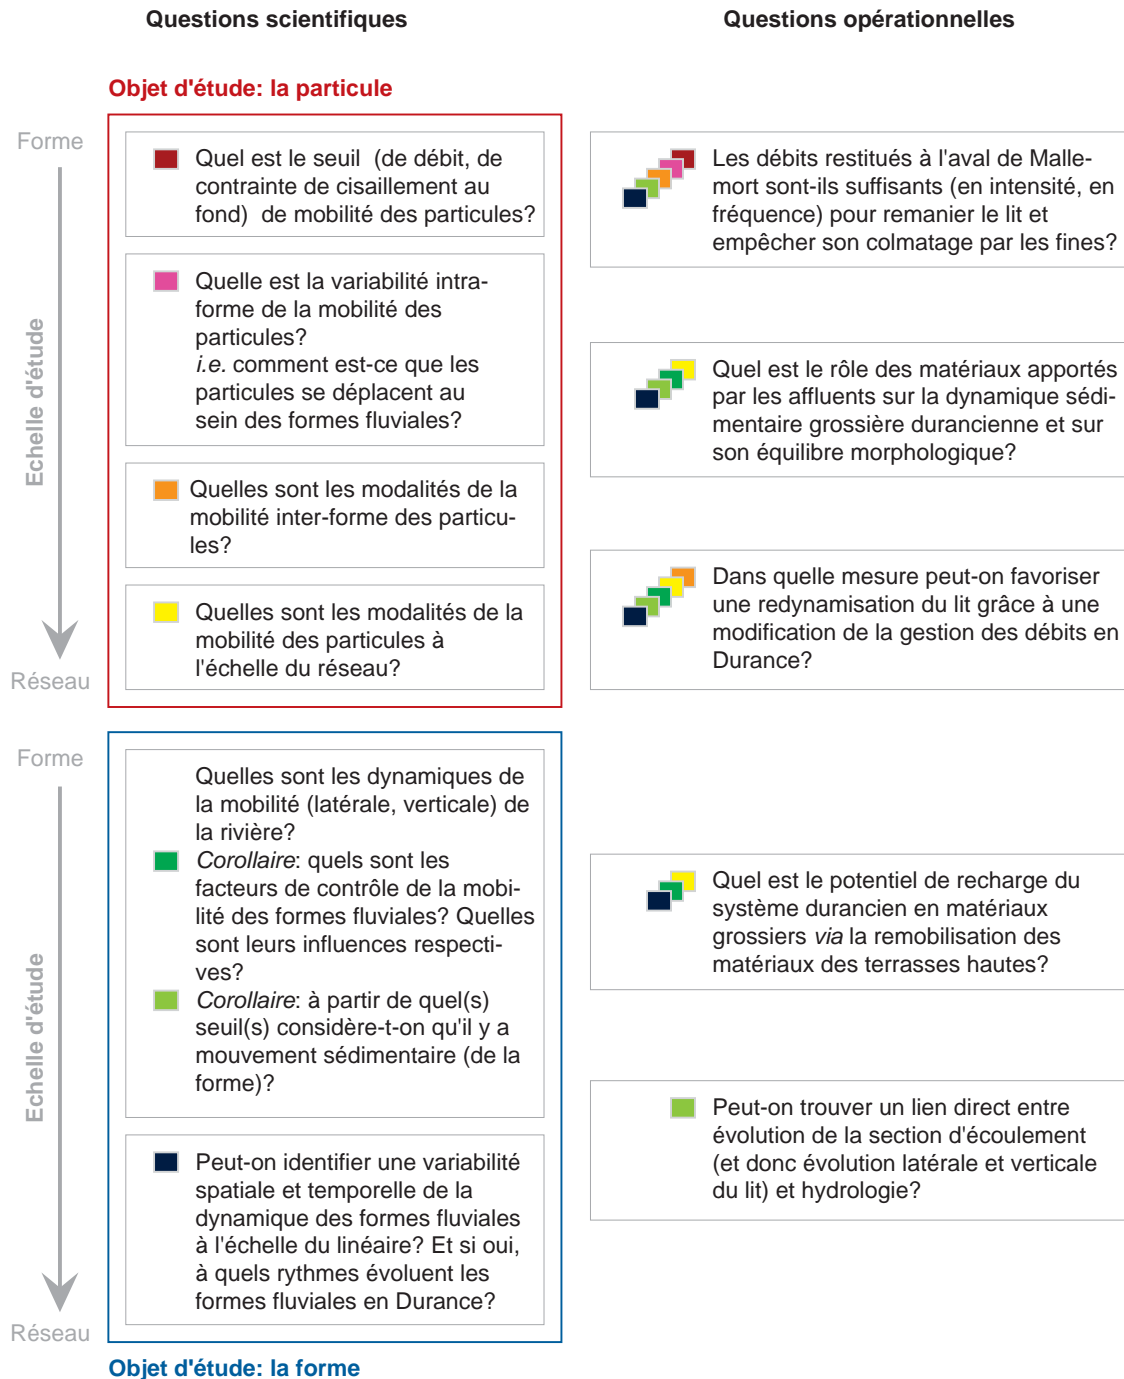 Questions scientifiques
Questions opérationnelles
Objet d'étude: la particule
Forme
Echelle d'étude
Réseau
Quel est le seuil (de débit, de
contrainte de cisaillement au
fond) de mobilité des particules?
Quelle est la variabilité intra-
forme de la mobilité des
particules?
i.e. comment est-ce que les
particules se déplacent au
sein des formes fluviales?
Quelles sont les modalités de la
mobilité inter-forme des particu-
les?
Quelles sont les modalités de la
mobilité des particules à
l'échelle du réseau?
Les débits restitués à l'aval de Malle-
mort sont-ils suffisants (en intensité, en
fréquence) pour remanier le lit et
empêcher son colmatage par les fines?
Quel est le rôle des matériaux apportés
par les affluents sur la dynamique sédi-
mentaire grossière durancienne et sur
son équilibre morphologique?
Dans quelle mesure peut-on favoriser
une redynamisation du lit grâce à une
modification de la gestion des débits en
Durance?
Forme
Echelle d'étude
Réseau
Quelles sont les dynamiques de
la mobilité (latérale, verticale) de
la rivière?
Corollaire: quels sont les
facteurs de contrôle de la mobi-
lité des formes fluviales? Quelles
sont leurs influences respecti-
ves?
Corollaire: à partir de quel(s)
seuil(s) considère-t-on qu'il y a
mouvement sédimentaire (de la
forme)?
Peut-on identifier une variabilité
spatiale et temporelle de la
dynamique des formes fluviales
à l'échelle du linéaire? Et si oui,
à quels rythmes évoluent les
formes fluviales en Durance?
Quel est le potentiel de recharge du
système durancien en matériaux
grossiers via la remobilisation des
matériaux des terrasses hautes?
Peut-on trouver un lien direct entre
évolution de la section d'écoulement
(et donc évolution latérale et verticale
du lit) et hydrologie?
Objet d'étude: la forme